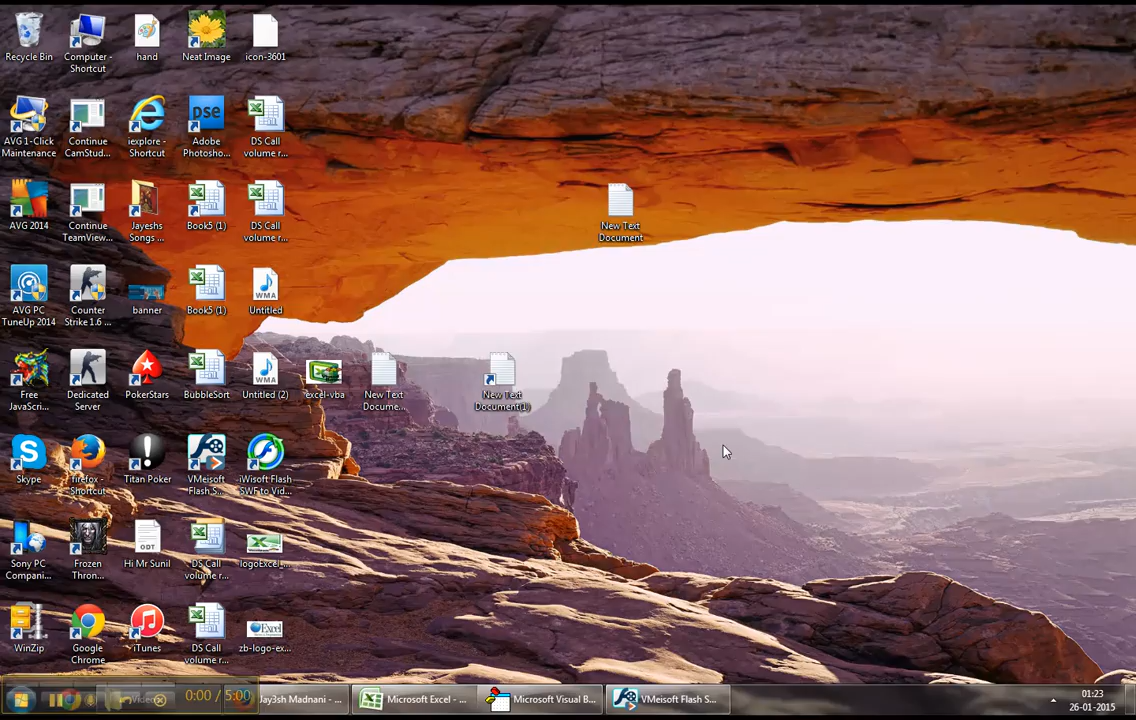 Recycle Bin
Computer -
Shortcut
hand
Neat Image
icon-3601
AVG 1-Click
Maintenance
Continue
CamStud...
iexplore -
Shortcut
pse
Adobe
Photosho...
DS Call
volume r...
AVG 2014
Continue
TeamView...
Jayeshs
Songs ...
Book5 (1)
DS Call
volume r...
New Text
Document
AVG PC
TuneUp 2014
Counter
Strike 1.6 ...
banner
Book5 (1)
WMA
Untitled
Free
JavaScri...
Dedicated
Server
PokerStars
BubbleSort
WMA
Untitled (2)
excel-vba
New Text
Docume...
New Text
Document(1)
Skype
firefox -
Shortcut
Titan Poker
VMeisoft
Flash S...
iWisoft Flash
SWF to Vid...
Sony PC
Compani...
Frozen
Thron...
ODT
Hi Mr Sunil
DS Call
volume r...
logoExcel_...
WinZip
Google
Chrome
iTunes
DS Call
volume r...
Excel
zb-logo-ex...
0:00 / 5:00
Jay3sh Madnani - ...
Microsoft Excel - ...
Microsoft Visual B...
VMeisoft Flash S...
01:23
26-01-2015